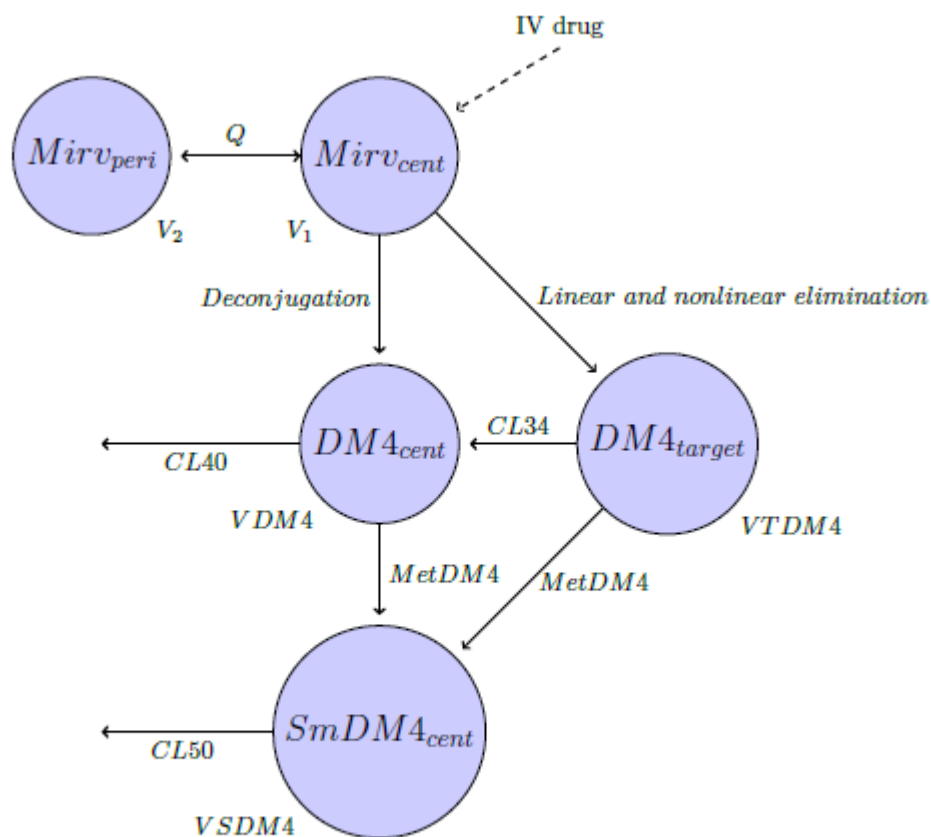 IV drug
Mirv_peri
Q
Mirv_cent
V_2
V_1
Deconjugation
Linear and nonlinear elimination
DM4_cent
CL34
DM4_target
CL40
VDM4
VTDM4
MetDM4
MetDM4
SmDM4_cent
CL50
VSDM4